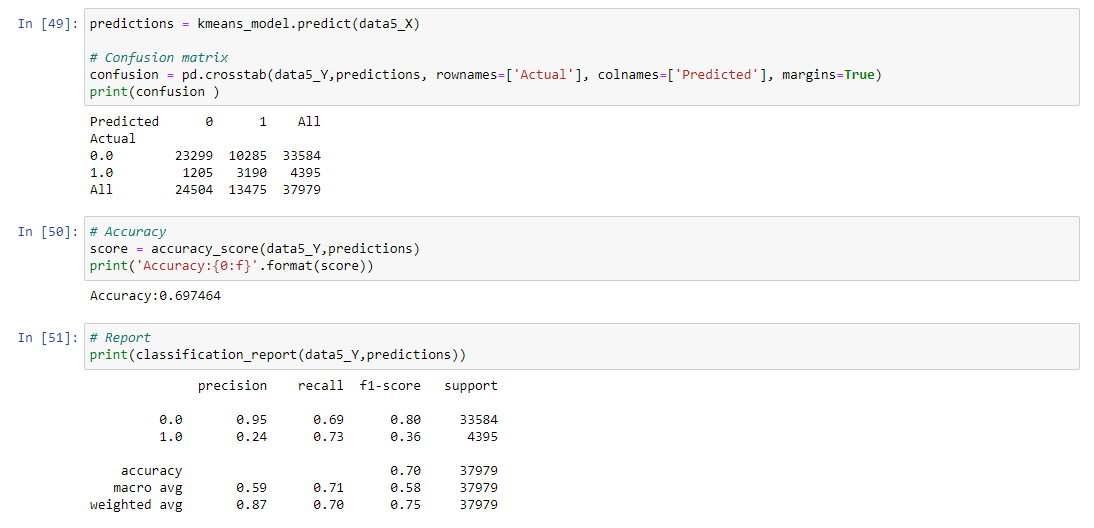 In [49]: predictions = kmeans_model.predict(data5_X)
# Confusion matrix
confusion = pd.crosstab(data5_Y,predictions, rownames=['Actual'], colnames=['Predicted'], margins=True)
print(confusion )
Predicted 0 1 All
Actual
0.0 23299 10285 33584
1.0 1205 3190 4395
All 24504 13475 37979
In [50]: # Accuracy
score = accuracy_score(data5_Y,predictions)
print('Accuracy:{0:f}'.format(score))
Accuracy:0.697464
In [51]: # Report
print(classification_report(data5_Y,predictions))
precision recall f1-score support
0.0 0.95 0.69 0.80 33584
1.0 0.24 0.73 0.36 4395
accuracy 0.70 37979
macro avg 0.59 0.71 0.58 37979
weighted avg 0.87 0.70 0.75 37979